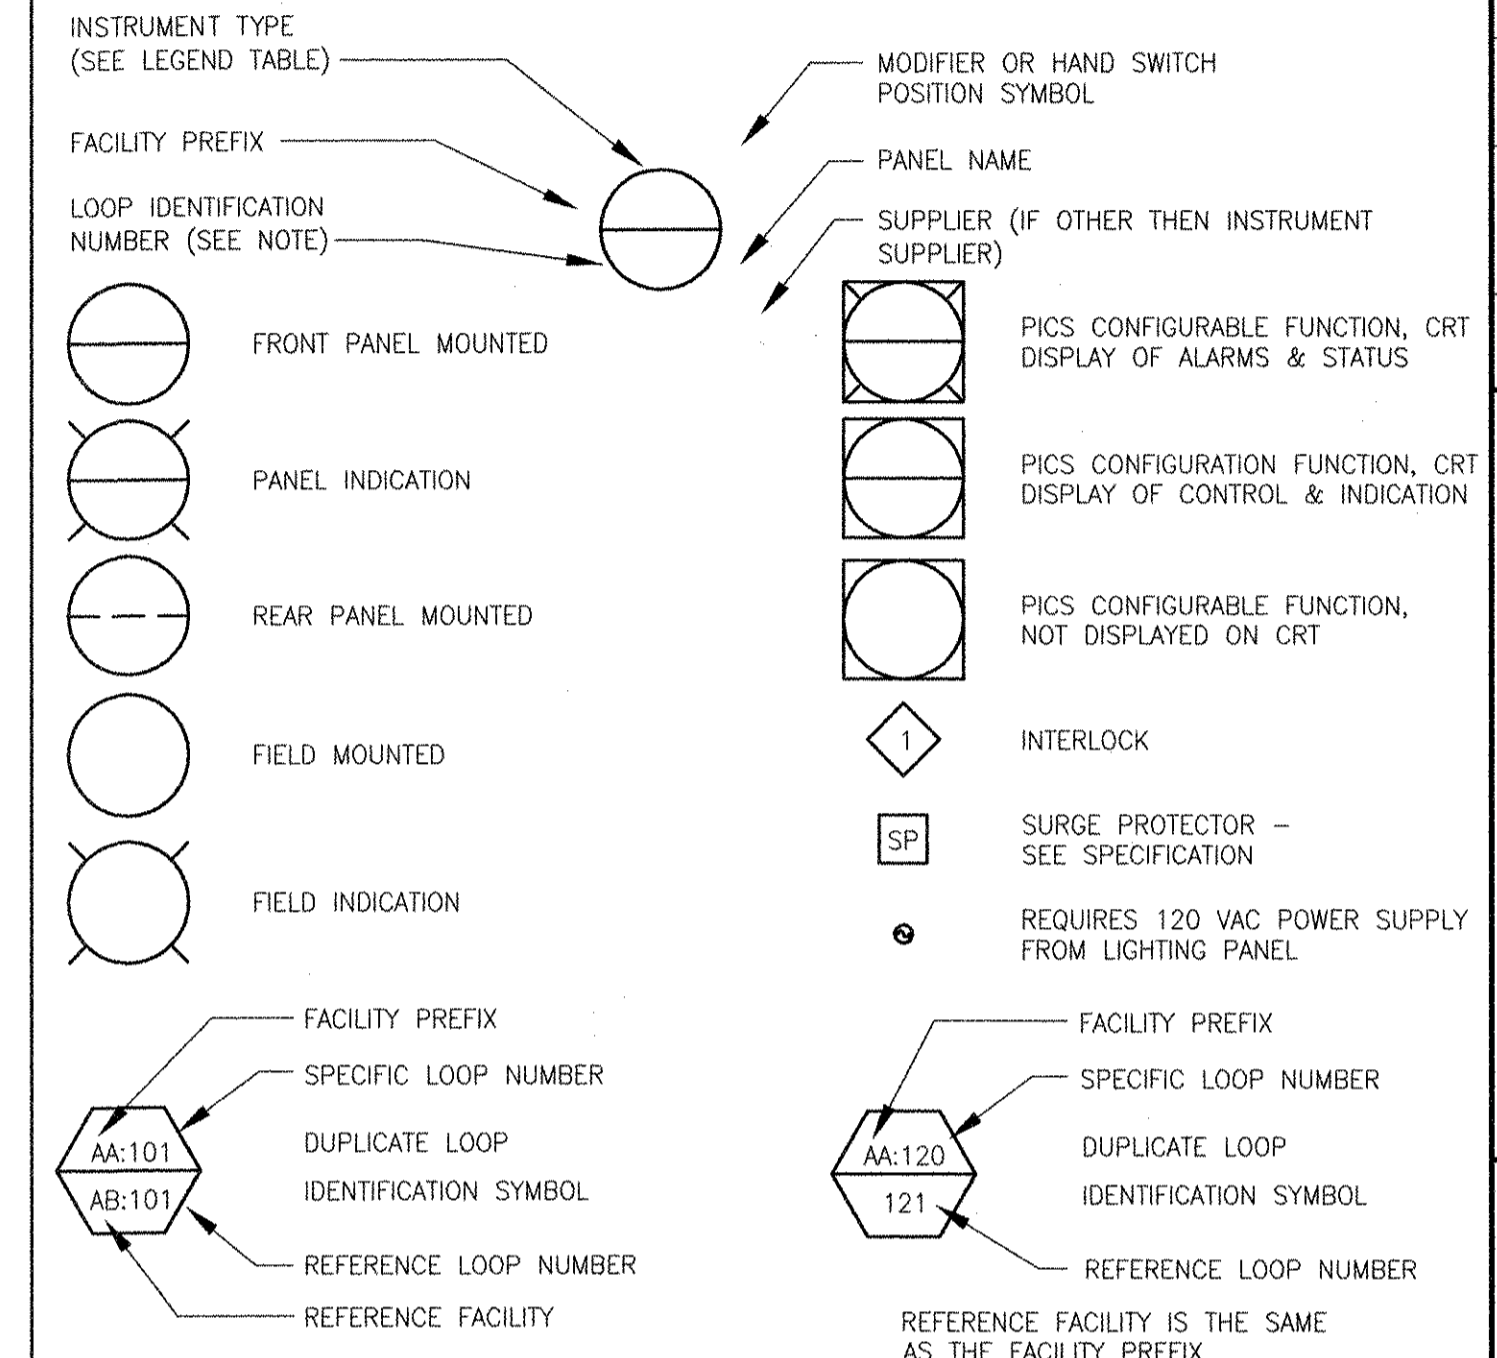 INSTRUMENT TYPE
(SEE LEGEND TABLE)
FACILITY PREFIX
LOOP IDENTIFICATION
NUMBER (SEE NOTE)
MODIFIER OR HAND SWITCH
POSITION SYMBOL
PANEL NAME
SUPPLIER (IF OTHER THEN INSTRUMENT
SUPPLIER)
FRONT PANEL MOUNTED
PANEL INDICATION
REAR PANEL MOUNTED
FIELD MOUNTED
FIELD INDICATION
PICS CONFIGURABLE FUNCTION, CRT
DISPLAY OF ALARMS & STATUS
PICS CONFIGURATION FUNCTION, CRT
DISPLAY OF CONTROL & INDICATION
PICS CONFIGURABLE FUNCTION,
NOT DISPLAYED ON CRT
1
INTERLOCK
SP
SURGE PROTECTOR –
SEE SPECIFICATION
REQUIRES 120 VAC POWER SUPPLY
FROM LIGHTING PANEL
FACILITY PREFIX
SPECIFIC LOOP NUMBER
AA:101
AB:101
DUPLICATE LOOP
IDENTIFICATION SYMBOL
REFERENCE LOOP NUMBER
REFERENCE FACILITY
FACILITY PREFIX
SPECIFIC LOOP NUMBER
AA:120
121
DUPLICATE LOOP
IDENTIFICATION SYMBOL
REFERENCE LOOP NUMBER
REFERENCE FACILITY IS THE SAME
AS THE FACILITY PREFIX